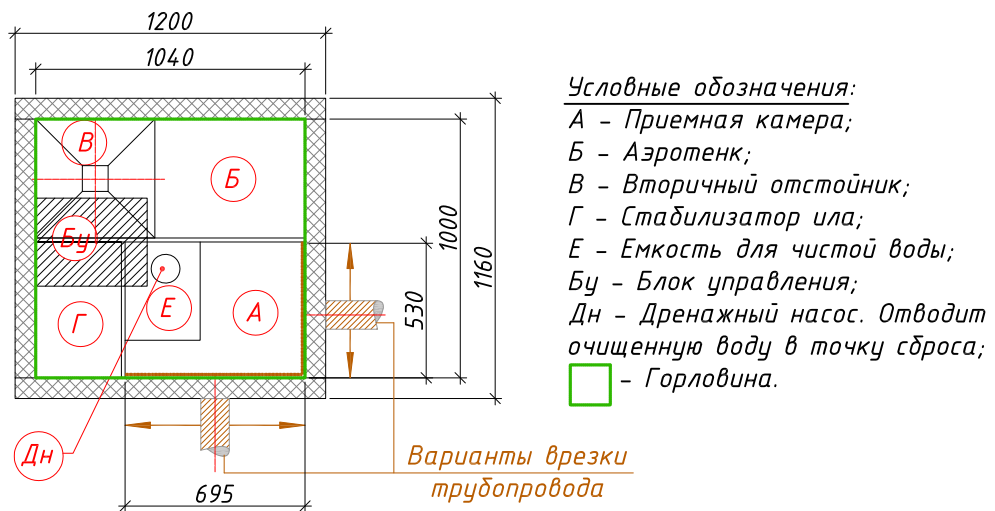 1200
1040
В
Б
Бу
Г
Е
А
Дн
1000
1160
530
695
Варианты врезки
трубопровода
Условные обозначения:
А - Приемная камера;
Б - Аэротенк;
В - Вторичный отстойник;
Г - Стабилизатор ила;
Е - Емкость для чистой воды;
Бу - Блок управления;
Дн - Дренажный насос. Отводит
очищенную воду в точку сброса;
- Горловина.